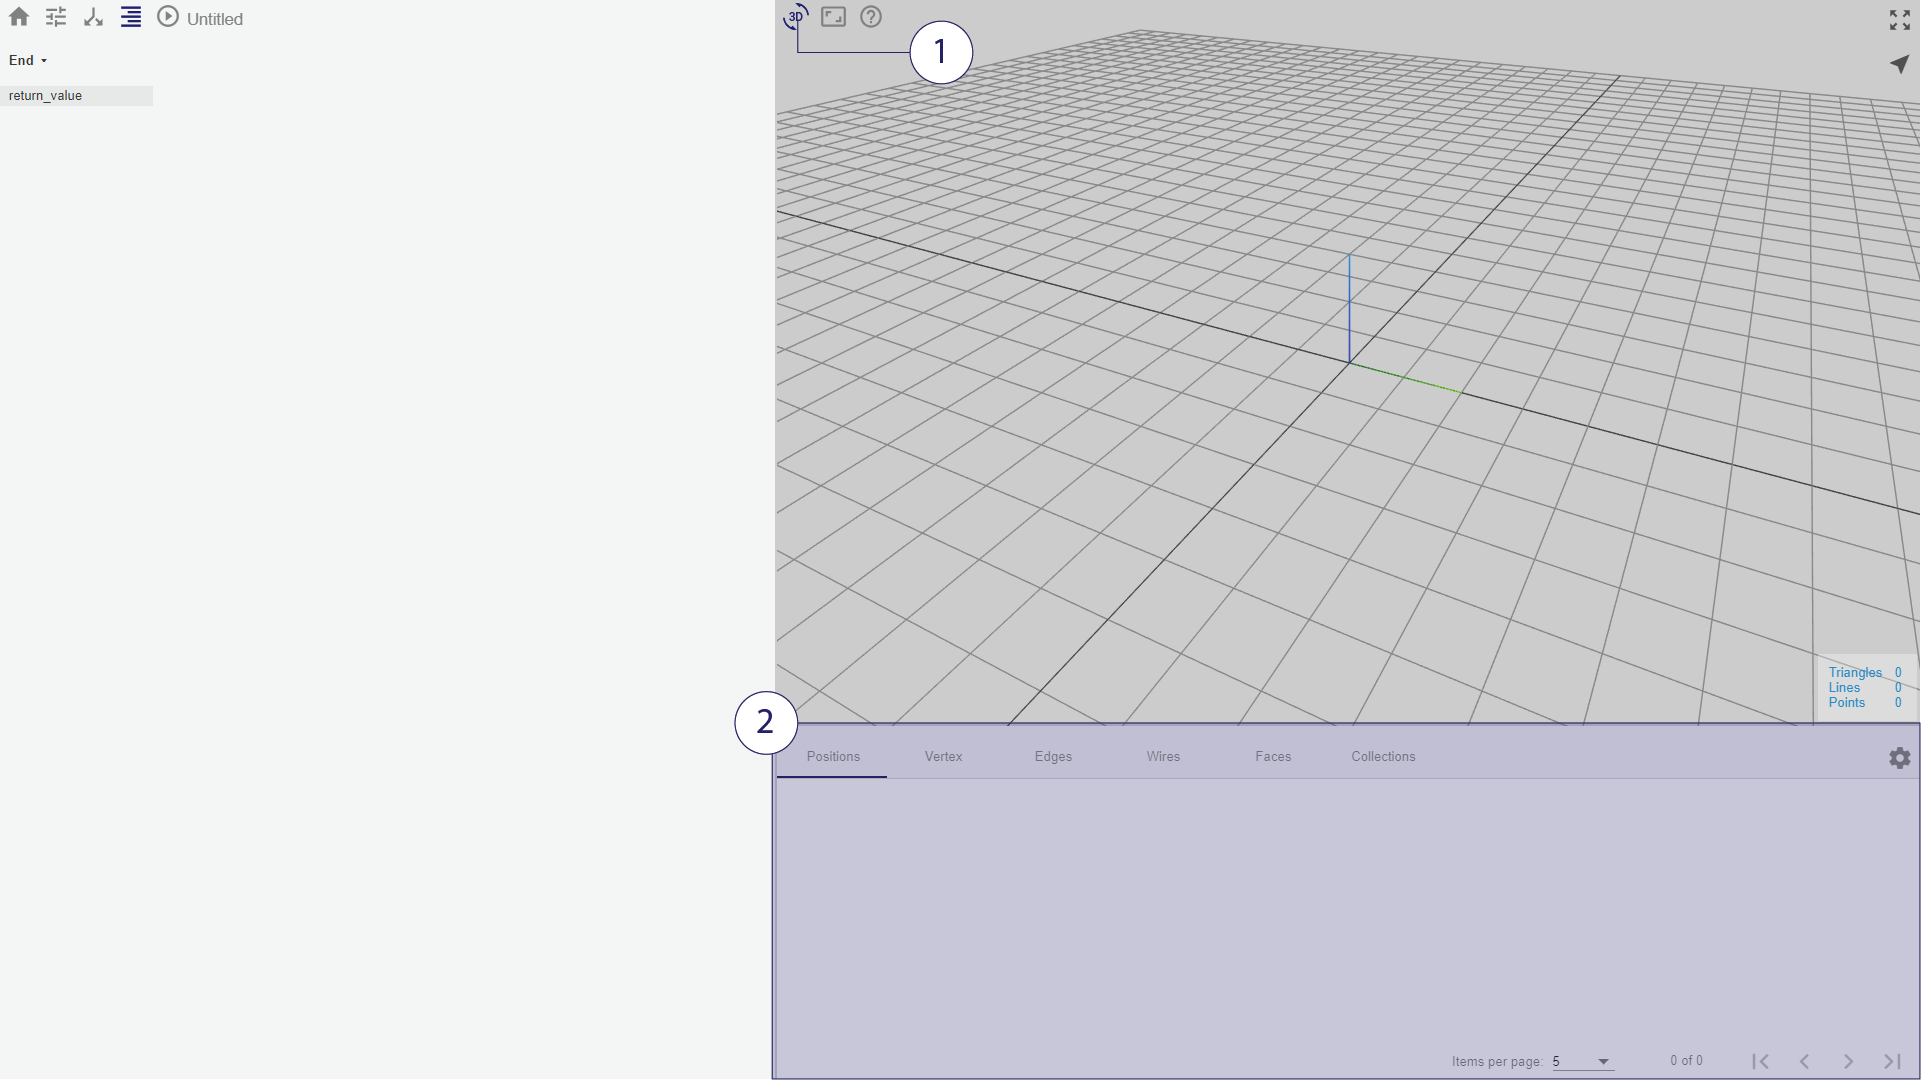 Untitled
End
return_value
3D
1
Triangles 0
Lines 0
Points 0
2
Positions Vertex Edges Wires Faces Collections
Items per page: 5 0 of 0